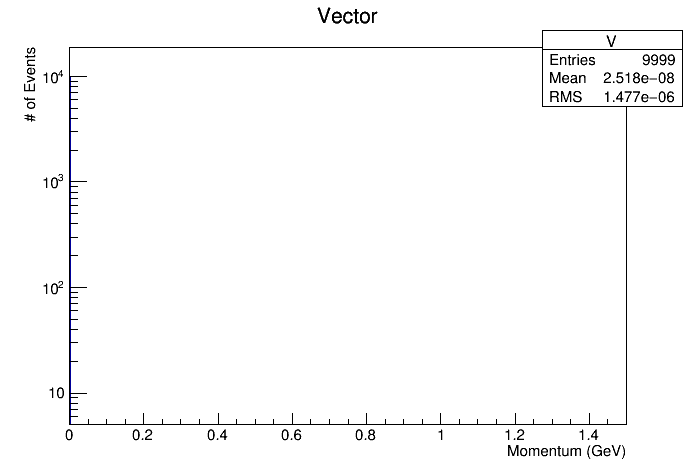 Vector
V
Entries 9999
Mean 2.518e−08
RMS 1.477e−06
# of Events
10⁴
10³
10²
10
0 0.2 0.4 0.6 0.8 1 1.2 1.4
Momentum (GeV)